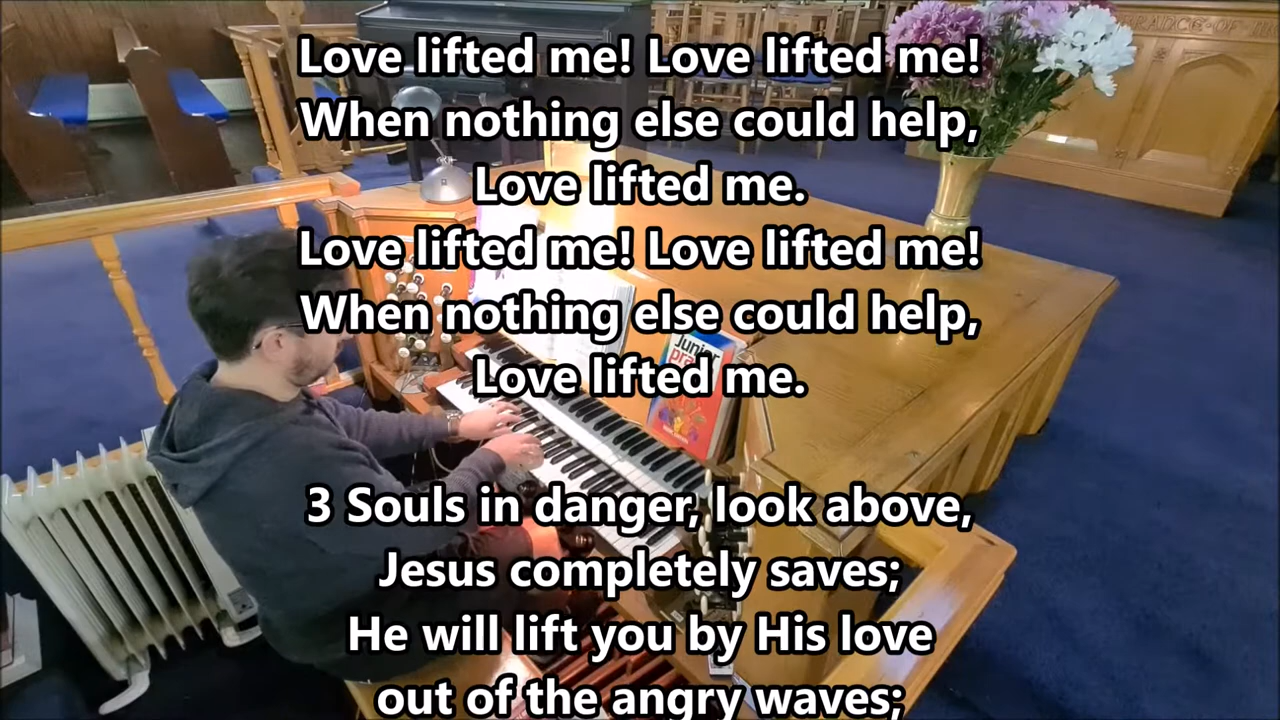 Love lifted me! Love lifted me!
When nothing else could help,
Love lifted me.
Love lifted me! Love lifted me!
When nothing else could help,
Love lifted me.
Junior
3 Souls in danger, look above,
Jesus completely saves;
He will lift you by His love
out of the angry waves;